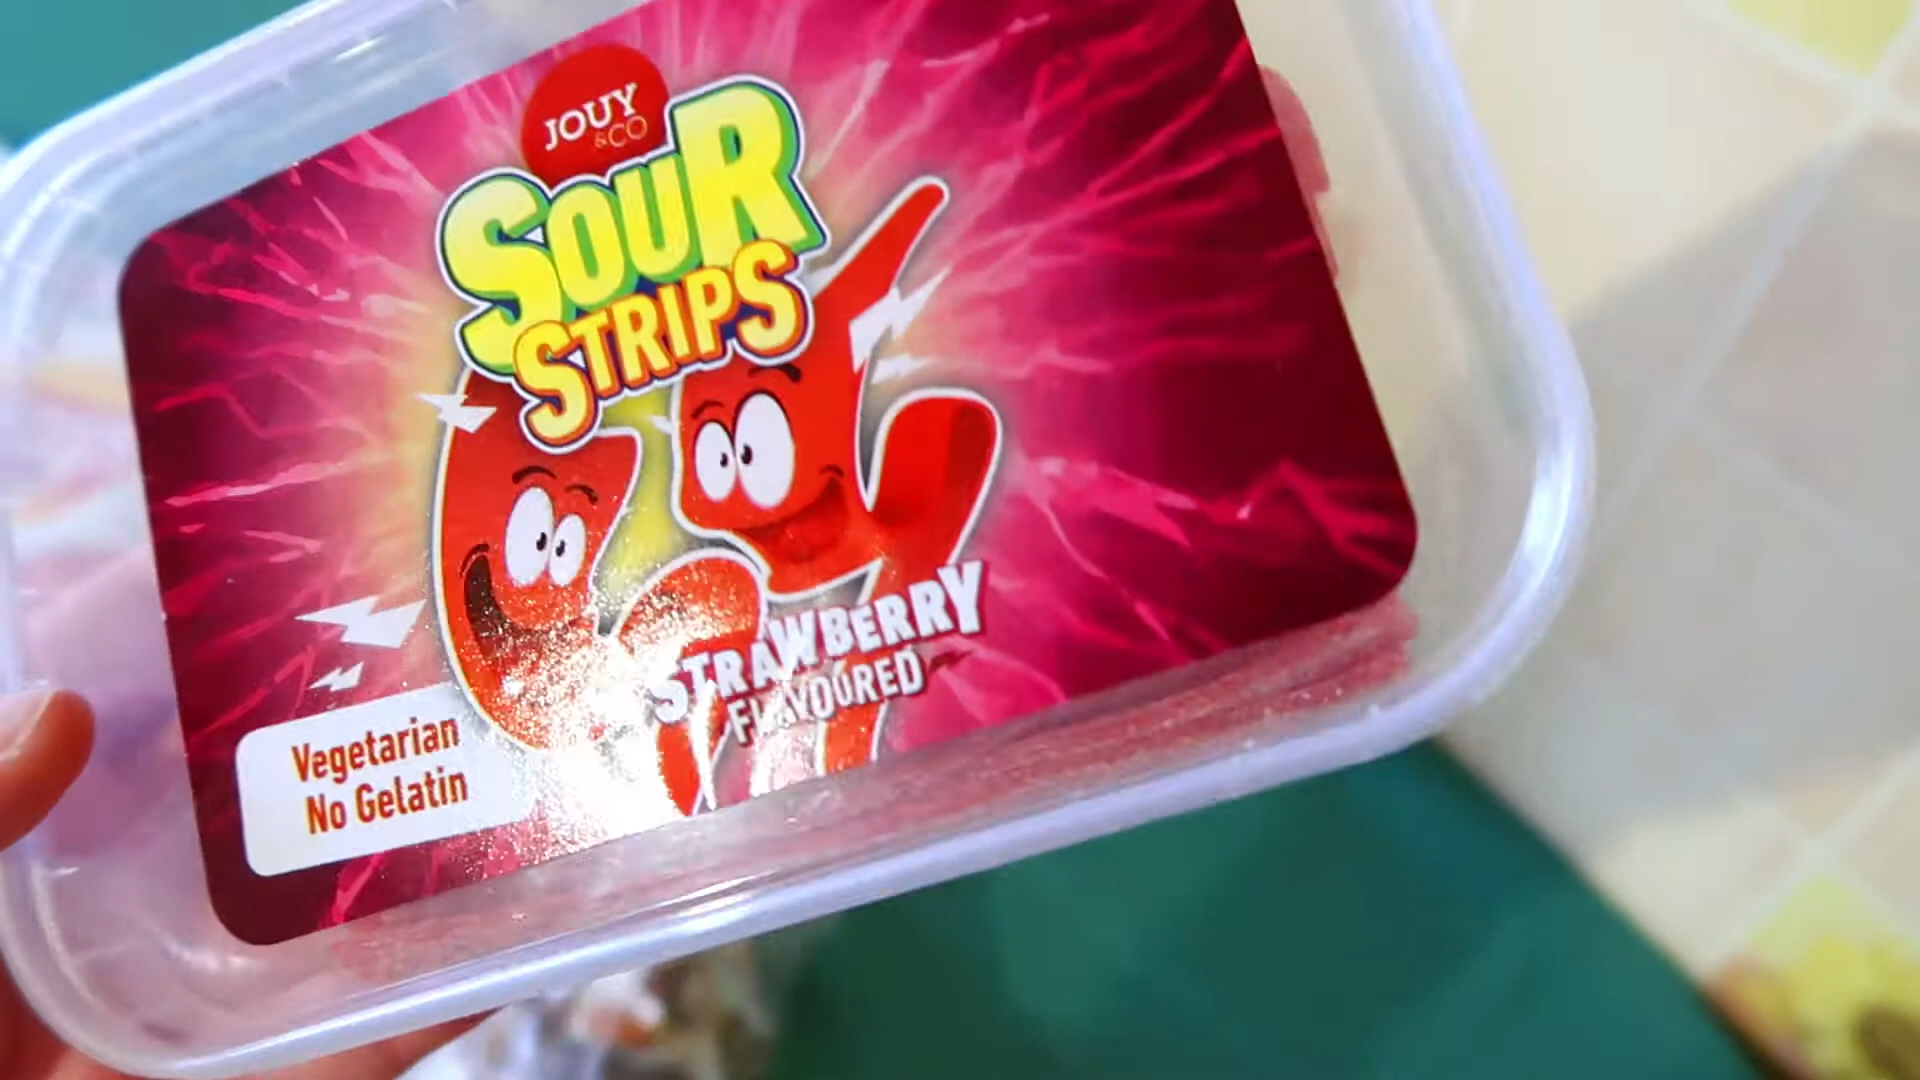 JOUY
&CO
SOUR
STRIPS
STRAWBERRY
FLAVOURED
Vegetarian
No Gelatin